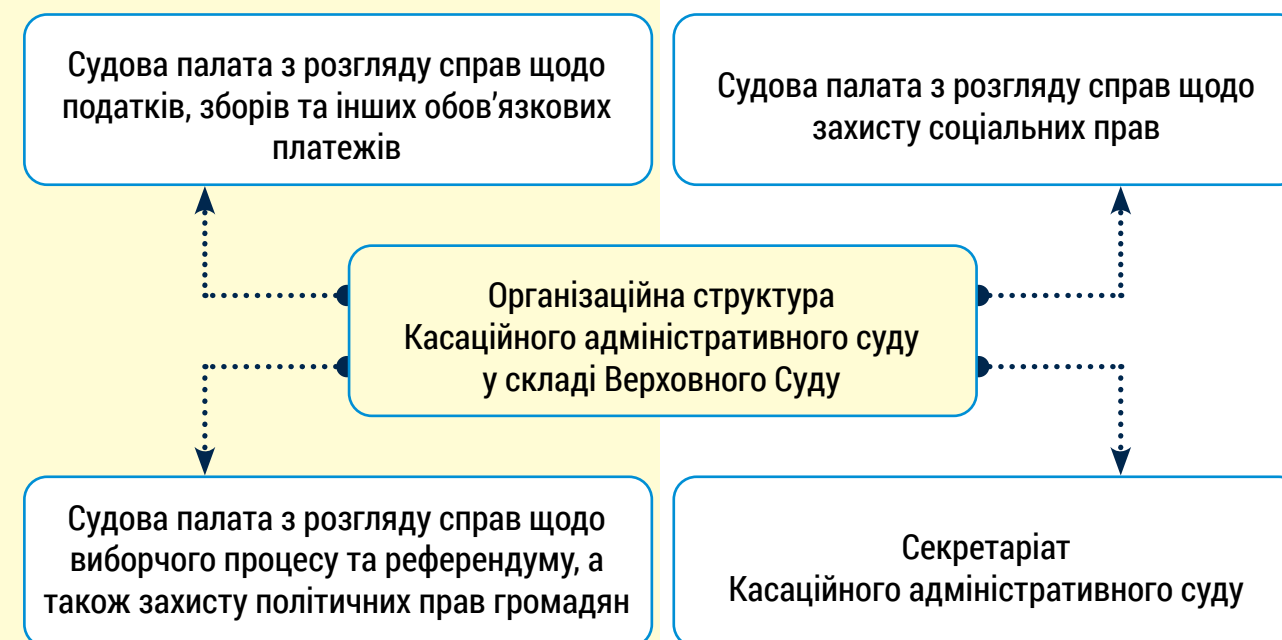 Судова палата з розгляду справ щодо
податків, зборів та інших обов’язкових
платежів
Судова палата з розгляду справ щодо
захисту соціальних прав
Організаційна структура
Касаційного адміністративного суду
у складі Верховного Суду
Судова палата з розгляду справ щодо
виборчого процесу та референдуму, а
також захисту політичних прав громадян
Секретаріат
Касаційного адміністративного суду